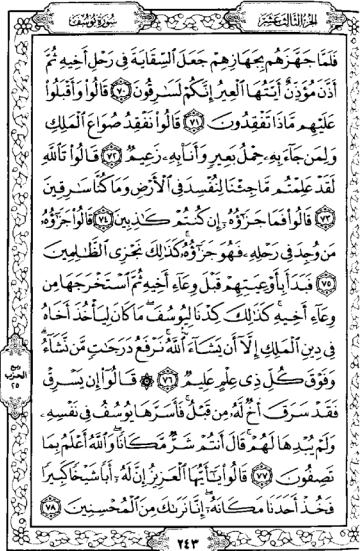 الجزء الثالث عشر
سورة يوسف
فَلَمَّا جَهَّزَهُم بِجَهَازِهِمْ جَعَلَ السِّقَايَةَ فِي رَحْلِ أَخِيهِ ثُمَّ
أَذَّنَ مُؤَذِّنٌ أَيَّتُهَا الْعِيرُ إِنَّكُمْ لَسَارِقُونَ ٧٠ قَالُوا وَأَقْبَلُوا
عَلَيْهِم مَّاذَا تَفْقِدُونَ ٧١ قَالُوا نَفْقِدُ صُوَاعَ الْمَلِكِ
وَلِمَن جَاءَ بِهِ حِمْلُ بَعِيرٍ وَأَنَا بِهِ زَعِيمٌ ٧٢ قَالُوا تَاللَّهِ
لَقَدْ عَلِمْتُم مَّا جِئْنَا لِنُفْسِدَ فِي الْأَرْضِ وَمَا كُنَّا سَارِقِينَ
٧٣ قَالُوا فَمَا جَزَاؤُهُ إِن كُنتُمْ كَاذِبِينَ ٧٤ قَالُوا جَزَاؤُهُ
مَن وُجِدَ فِي رَحْلِهِ فَهُوَ جَزَاؤُهُ كَذَلِكَ نَجْزِي الظَّالِمِينَ
٧٥ فَبَدَأَ بِأَوْعِيَتِهِمْ قَبْلَ وِعَاءِ أَخِيهِ ثُمَّ اسْتَخْرَجَهَا مِن
وِعَاءِ أَخِيهِ كَذَلِكَ كِدْنَا لِيُوسُفَ مَا كَانَ لِيَأْخُذَ أَخَاهُ
فِي دِينِ الْمَلِكِ إِلَّا أَن يَشَاءَ اللَّهُ نَرْفَعُ دَرَجَاتٍ مَّن نَّشَاءُ
وَفَوْقَ كُلِّ ذِي عِلْمٍ عَلِيمٌ ٧٦ ۞ قَالُوا إِن يَسْرِقْ
فَقَدْ سَرَقَ أَخٌ لَّهُ مِن قَبْلُ فَأَسَرَّهَا يُوسُفُ فِي نَفْسِهِ
وَلَمْ يُبْدِهَا لَهُمْ قَالَ أَنتُمْ شَرٌّ مَّكَانًا وَاللَّهُ أَعْلَمُ بِمَا
تَصِفُونَ ٧٧ قَالُوا يَا أَيُّهَا الْعَزِيزُ إِنَّ لَهُ أَبًا شَيْخًا كَبِيرًا
فَخُذْ أَحَدَنَا مَكَانَهُ إِنَّا نَرَاكَ مِنَ الْمُحْسِنِينَ ٧٨
ربع
الحزب
٢٥
٢٤٣